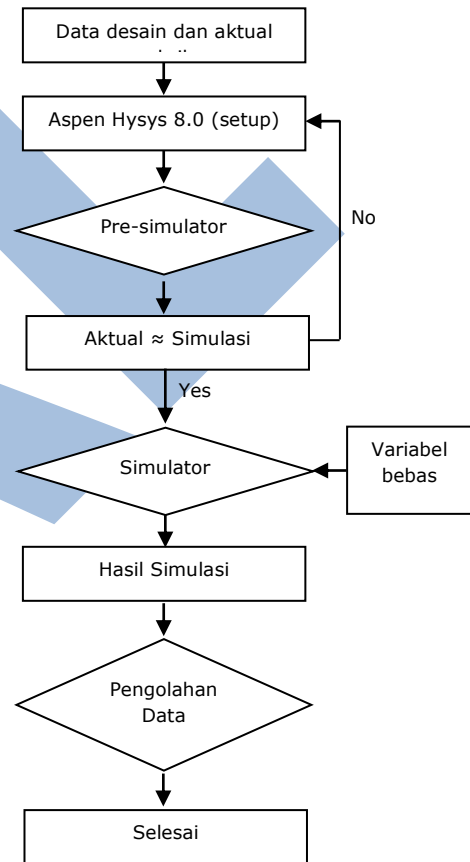 Data desain dan aktual
Aspen Hysys 8.0 (setup)
Pre-simulator
No
Aktual ≈ Simulasi
Yes
Simulator
Variabel
bebas
Hasil Simulasi
Pengolahan
Data
Selesai